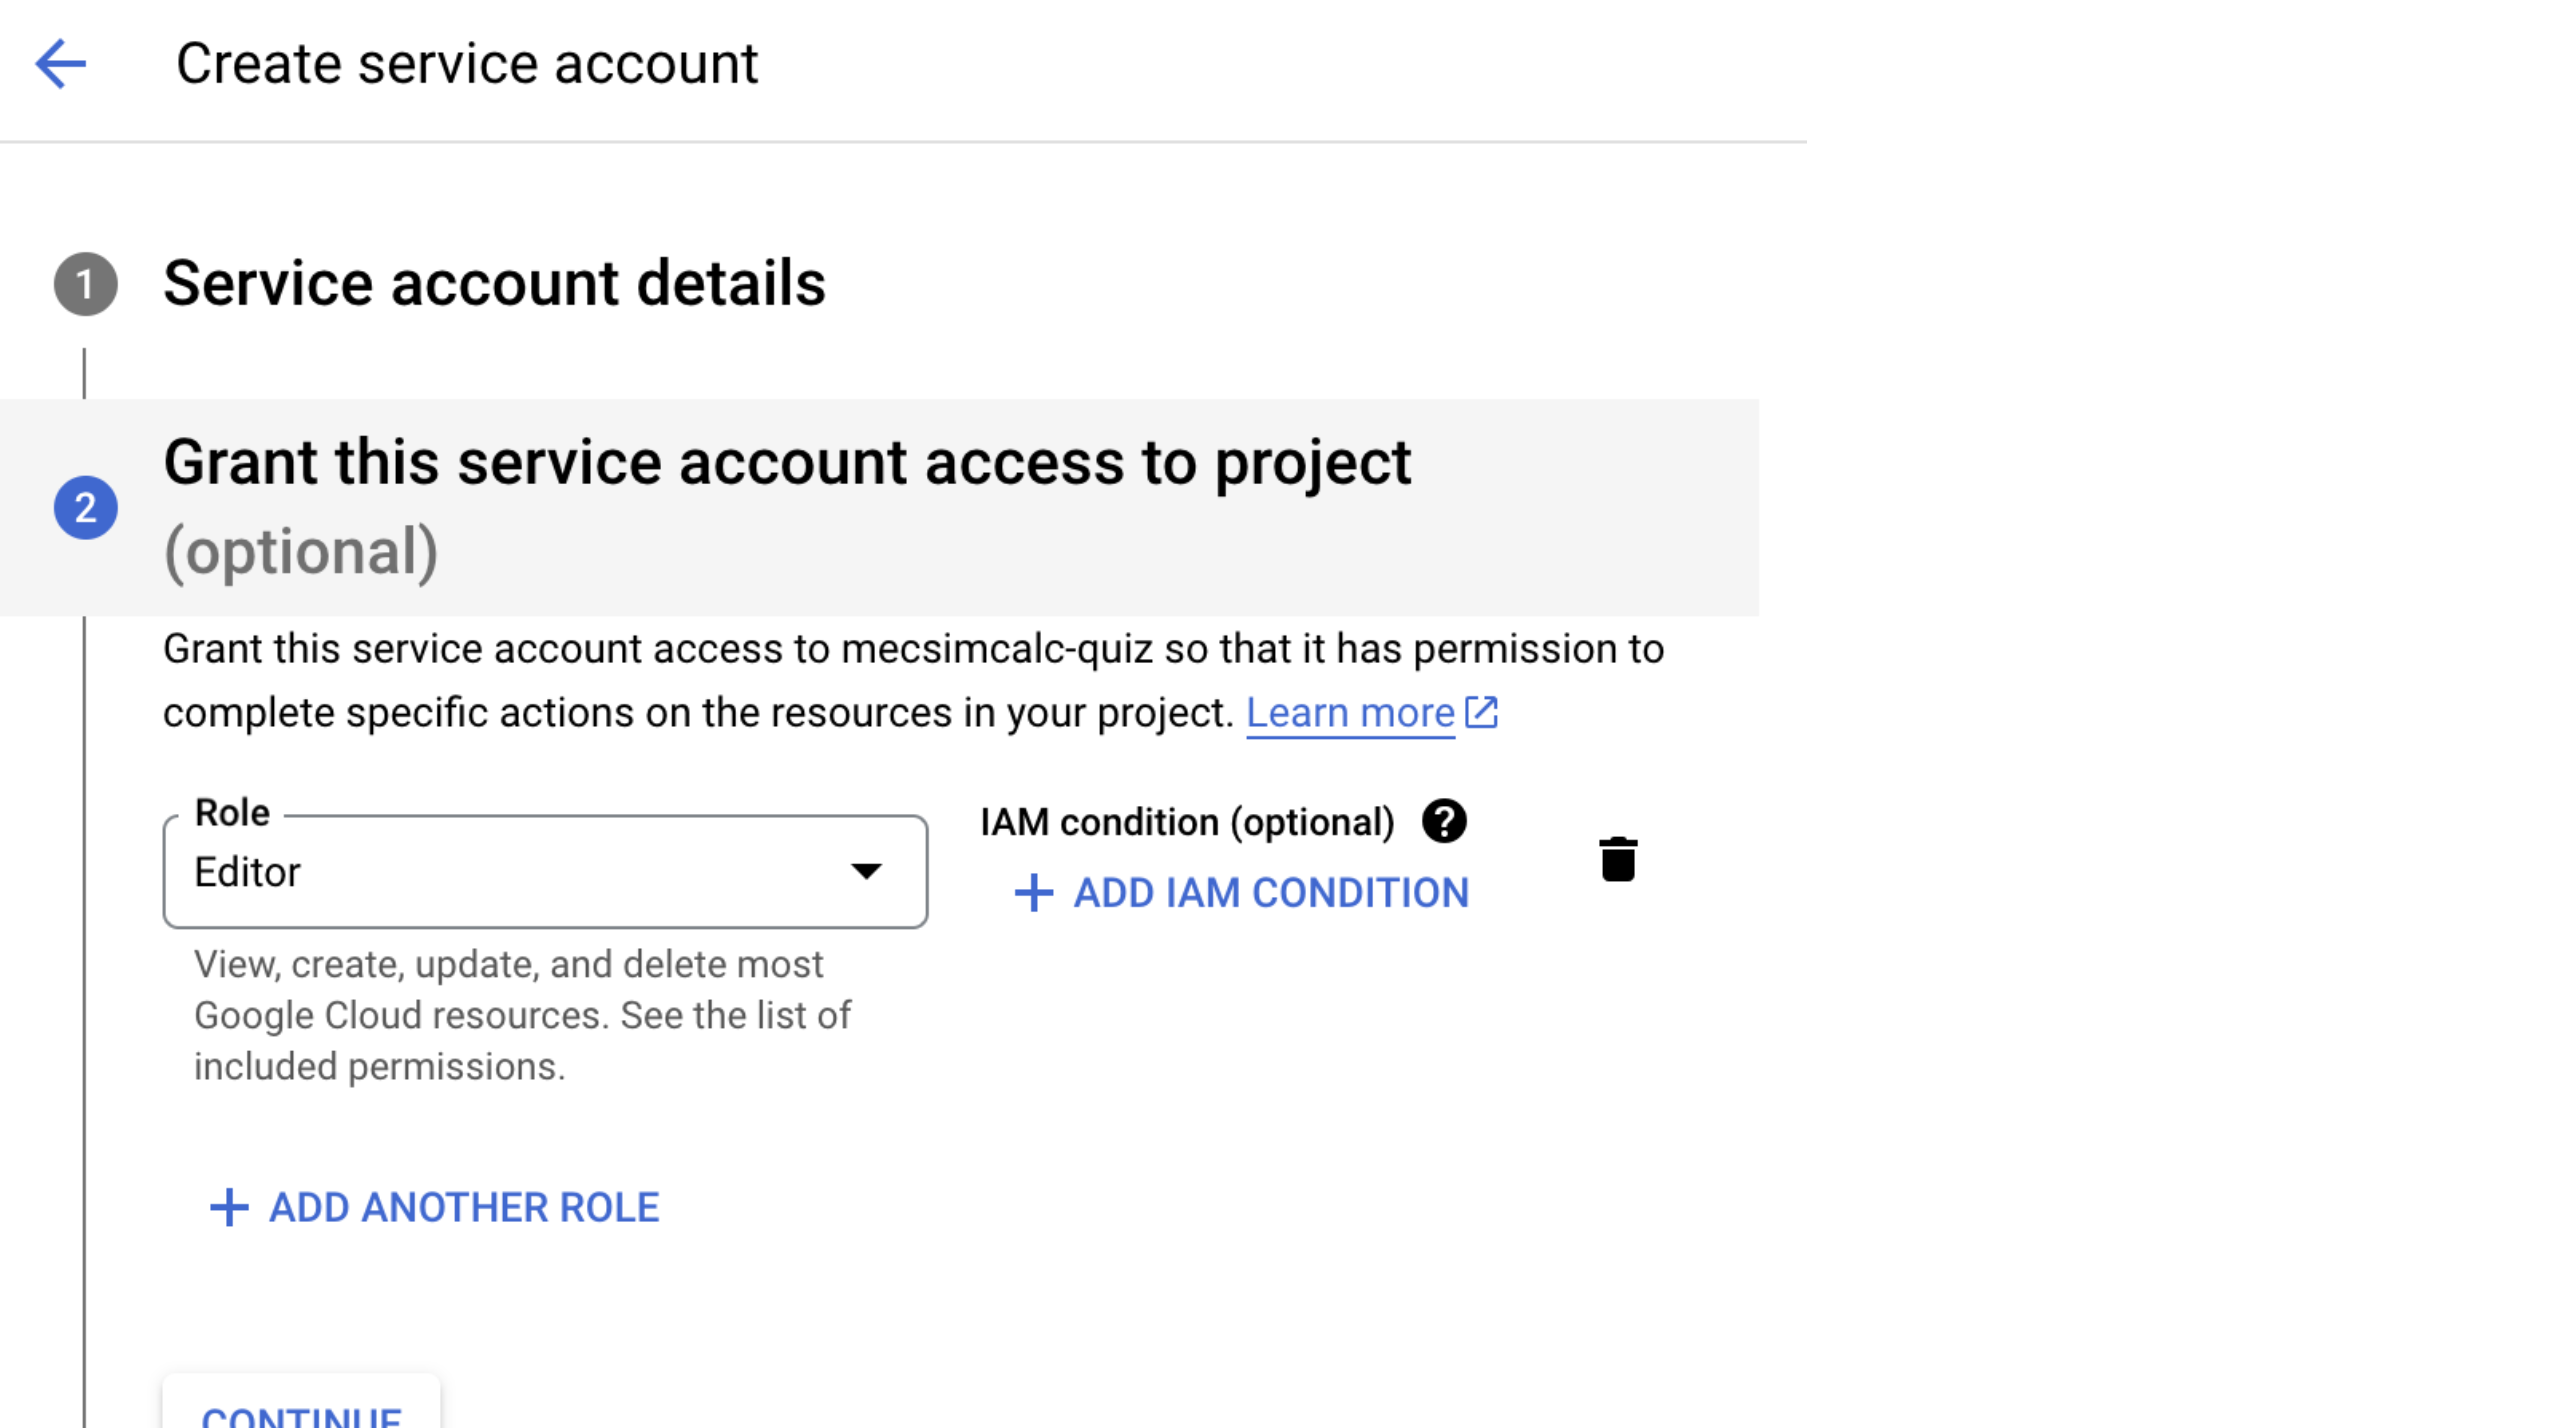 Create service account
1 Service account details
2 Grant this service account access to project
(optional)
Grant this service account access to mecsimcalc-quiz so that it has permission to
complete specific actions on the resources in your project. Learn more
Role
Editor
IAM condition (optional) ?
+ ADD IAM CONDITION
View, create, update, and delete most
Google Cloud resources. See the list of
included permissions.
+ ADD ANOTHER ROLE
CONTINUE